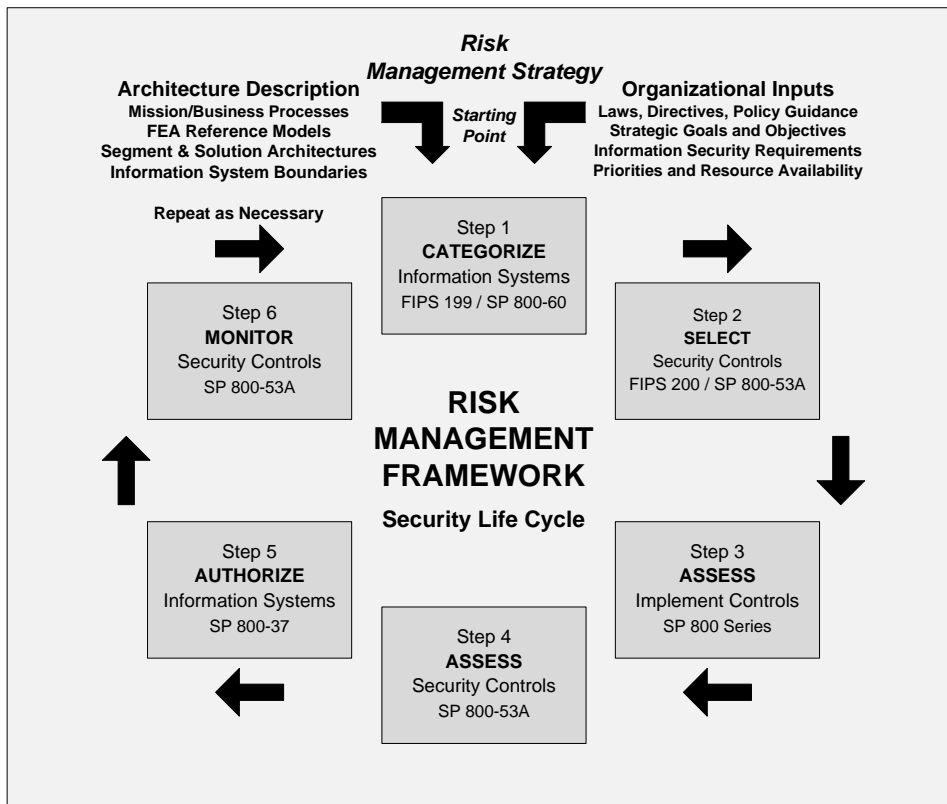 Risk
Management Strategy
Architecture Description
Mission/Business Processes
FEA Reference Models
Segment & Solution Architectures
Information System Boundaries
Starting
Point
Organizational Inputs
Laws, Directives, Policy Guidance
Strategic Goals and Objectives
Information Security Requirements
Priorities and Resource Availability
Repeat as Necessary
Step 1
CATEGORIZE
Information Systems
FIPS 199 / SP 800-60
Step 2
SELECT
Security Controls
FIPS 200 / SP 800-53A
Step 6
MONITOR
Security Controls
SP 800-53A
RISK
MANAGEMENT
FRAMEWORK
Security Life Cycle
Step 3
ASSESS
Implement Controls
SP 800 Series
Step 5
AUTHORIZE
Information Systems
SP 800-37
Step 4
ASSESS
Security Controls
SP 800-53A